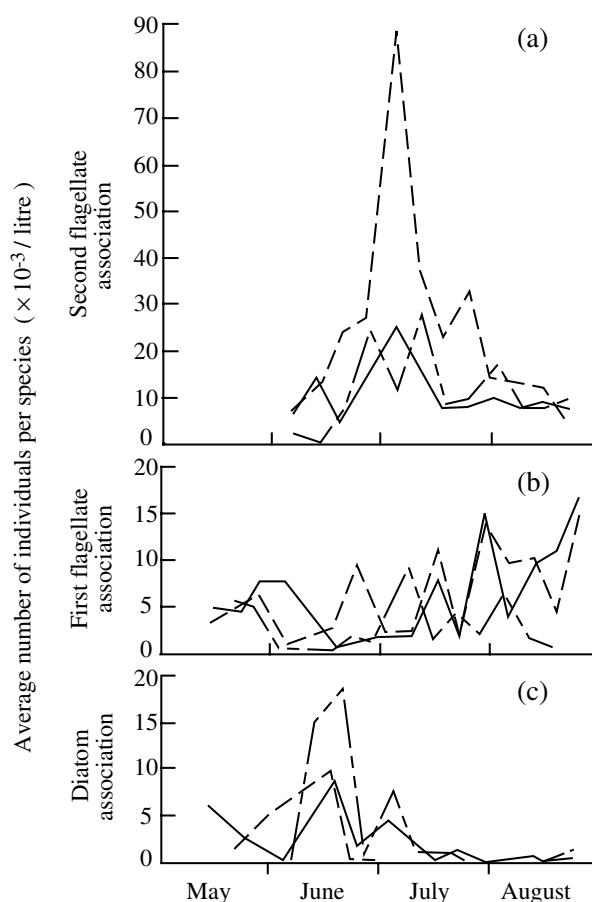 Average number of individuals per species ( × 10-3 / litre )
Second flagellate
association
90
80
70
60
50
40
30
20
10
0
(a)
First flagellate
association
20
15
10
5
0
(b)
Diatom
association
20
15
10
5
0
(c)
May June July August